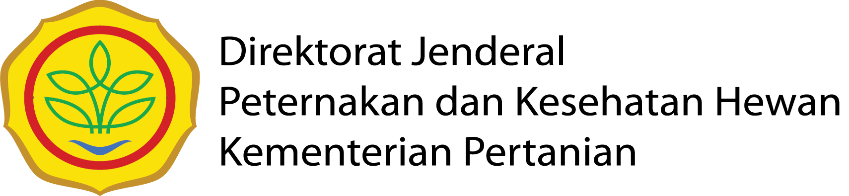 Direktorat Jenderal
Peternakan dan Kesehatan Hewan
Kementerian Pertanian